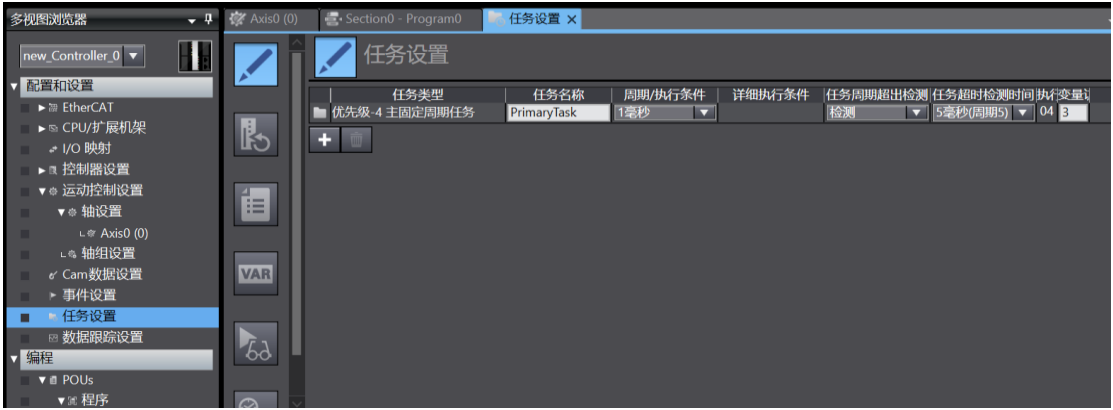 多视图浏览器
new_Controller_0
配置和设置
EtherCAT
CPU/扩展机架
I/O 映射
控制器设置
运动控制设置
轴设置
Axis0 (0)
轴组设置
Cam数据设置
事件设置
任务设置
数据跟踪设置
编程
POUs
程序
Axis0 (0) Section0 - Program0 任务设置
VAR
任务设置
任务类型 任务名称 周期/执行条件 详细执行条件 任务周期超出检测 任务超时检测时间 执行 变量
优先级-4 主固定周期任务 PrimaryTask 1毫秒 检测 5毫秒(周期5) 04 3